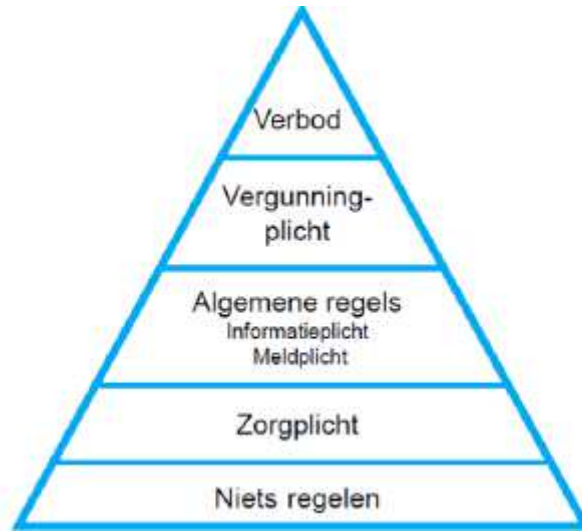 Verbod
Vergunning-
plicht
Algemene regels
Informatieplicht
Meldplicht
Zorgplicht
Niets regelen